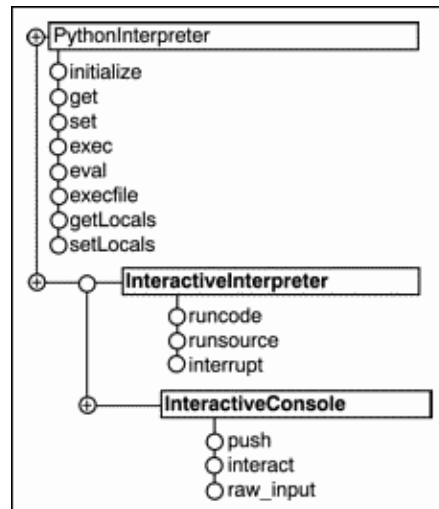 PythonInterpreter
initialize
get
set
exec
eval
execfile
getLocals
setLocals
InteractiveInterpreter
runcode
runsource
interrupt
InteractiveConsole
push
interact
raw_input